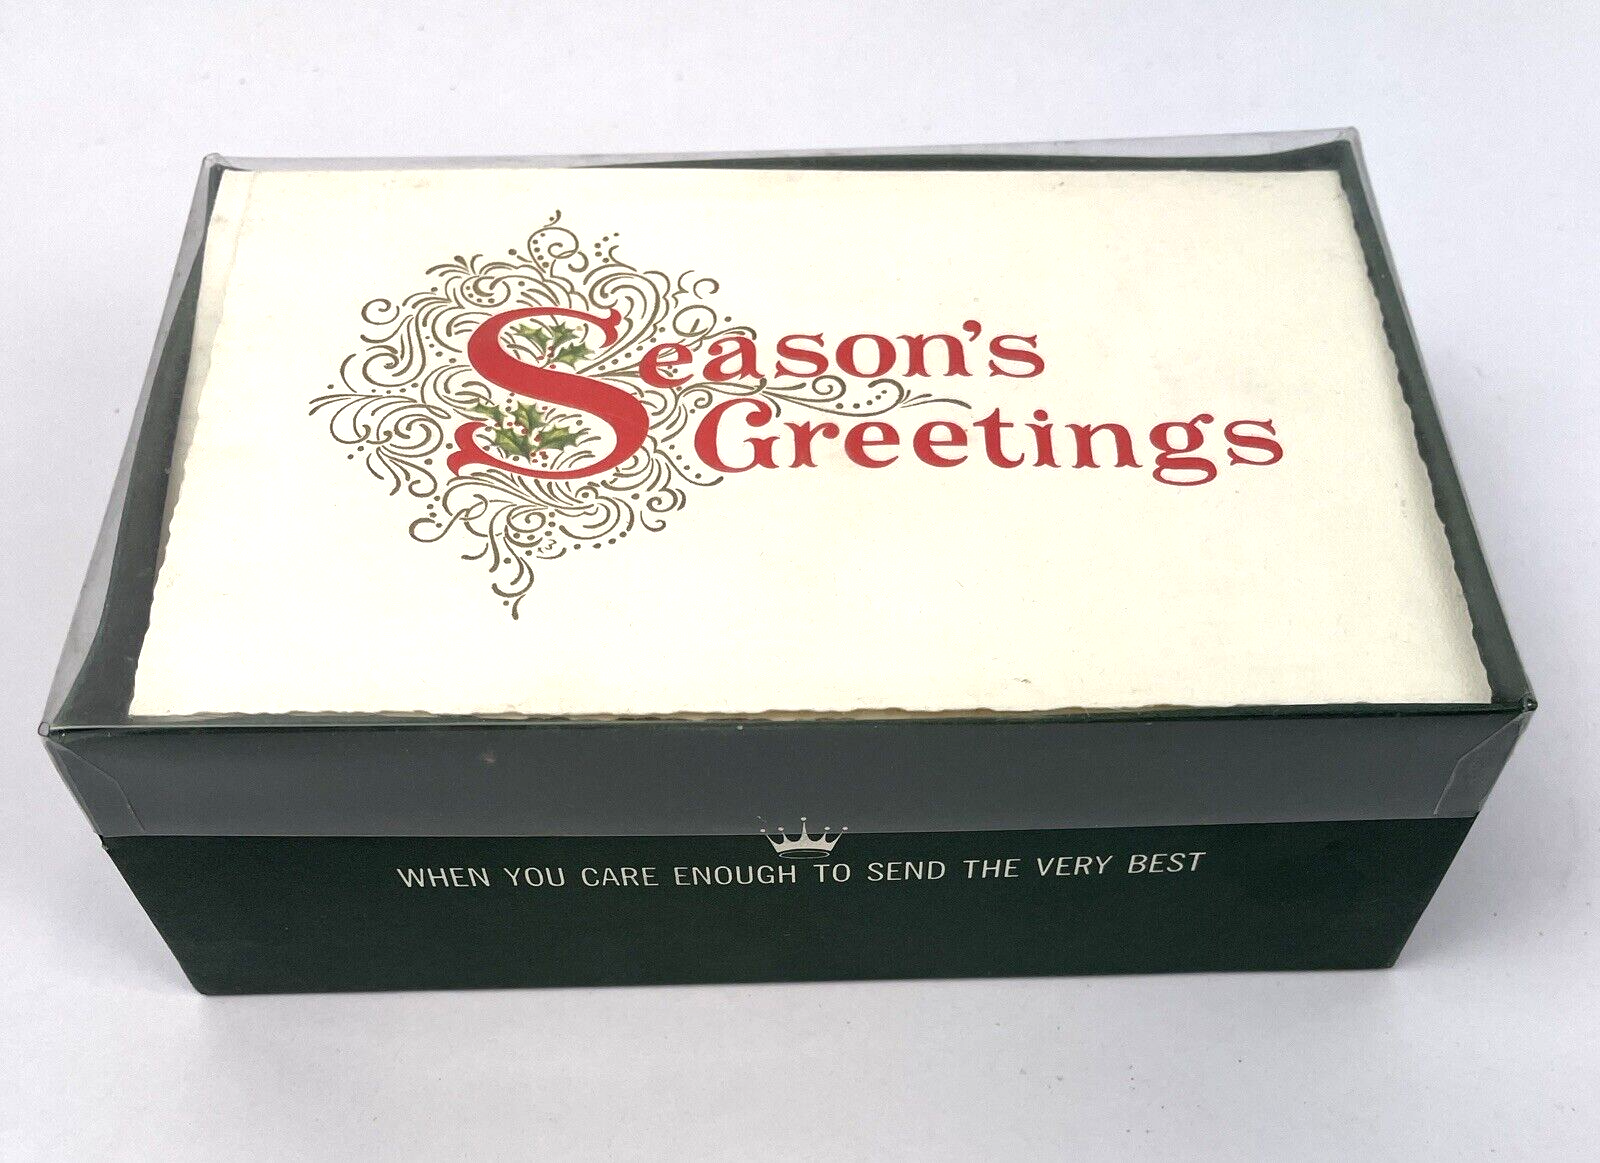 Season's
Greetings
WHEN YOU CARE ENOUGH TO SEND THE VERY BEST